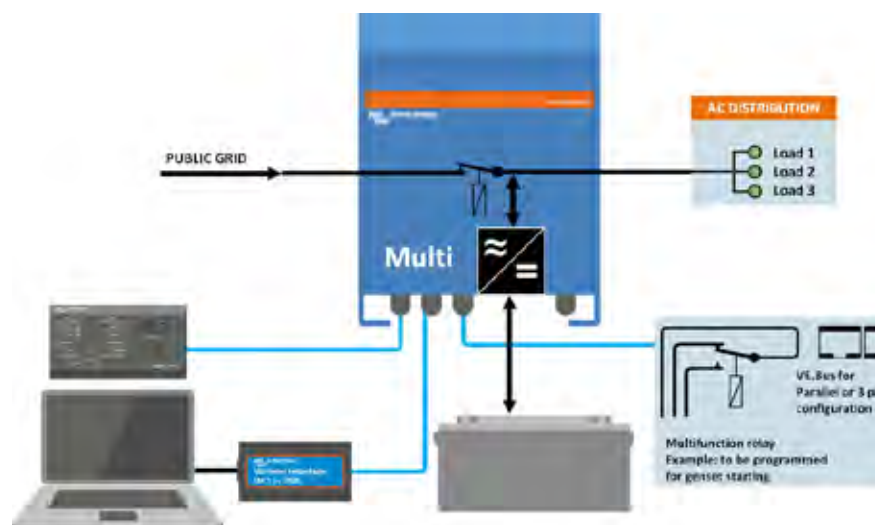 AC DISTRIBUTION
PUBLIC GRID
Load 1
Load 2
Load 3
Multi
VE.Bus for
Parallel or 3 p
configuration
Multifunction relay
Example: to be programmed
for genset starting